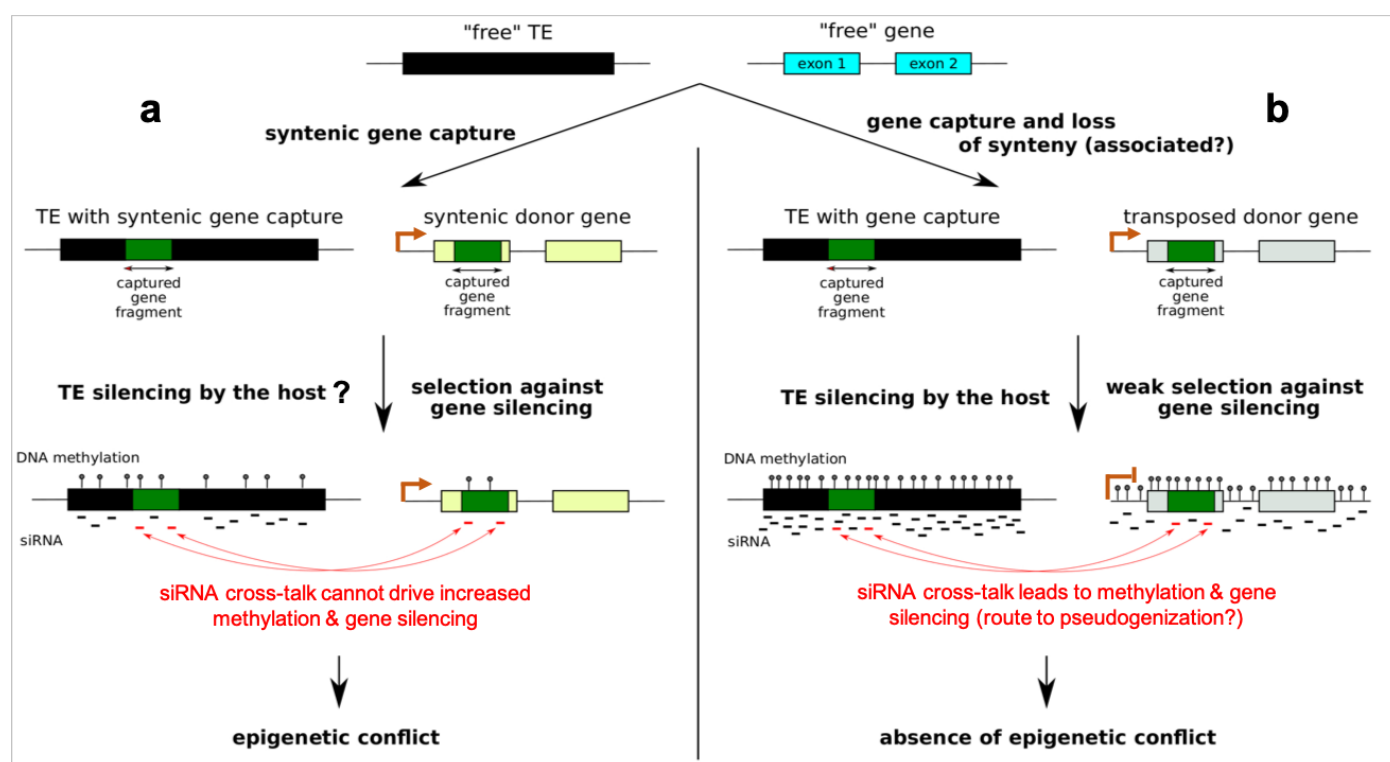 "free" TE
"free" gene
exon 1
exon 2
a
b
syntenic gene capture
gene capture and loss
of synteny (associated?)
TE with syntenic gene capture
syntenic donor gene
captured
gene
fragment
captured
gene
fragment
TE with gene capture
transposed donor gene
captured
gene
fragment
captured
gene
fragment
TE silencing by the host ?
selection against
gene silencing
TE silencing by the host
weak selection against
gene silencing
DNA methylation
siRNA
siRNA cross-talk cannot drive increased
methylation & gene silencing
DNA methylation
siRNA
siRNA cross-talk leads to methylation & gene
silencing (route to pseudogenization?)
epigenetic conflict
absence of epigenetic conflict